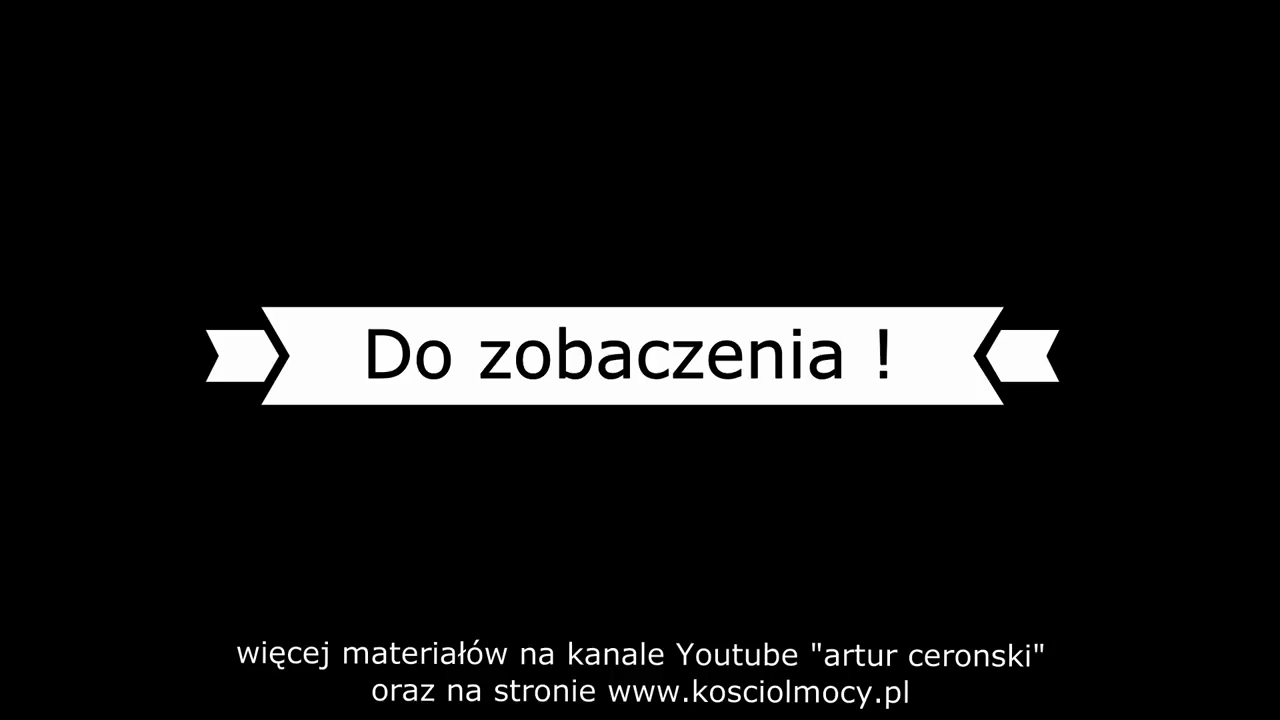 Do zobaczenia !
więcej materiałów na kanale Youtube "artur ceronski"
oraz na stronie www.kosciolmocy.pl